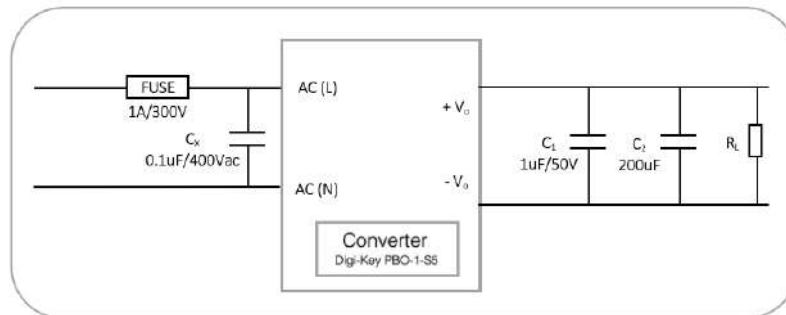 FUSE
1A/300V
Cx
0.1uF/400Vac
AC (L)
AC (N)
+ Vo
- Vo
Converter
Digi-Key PBO-1-S5
C1
1uF/50V
C2
200uF
RL